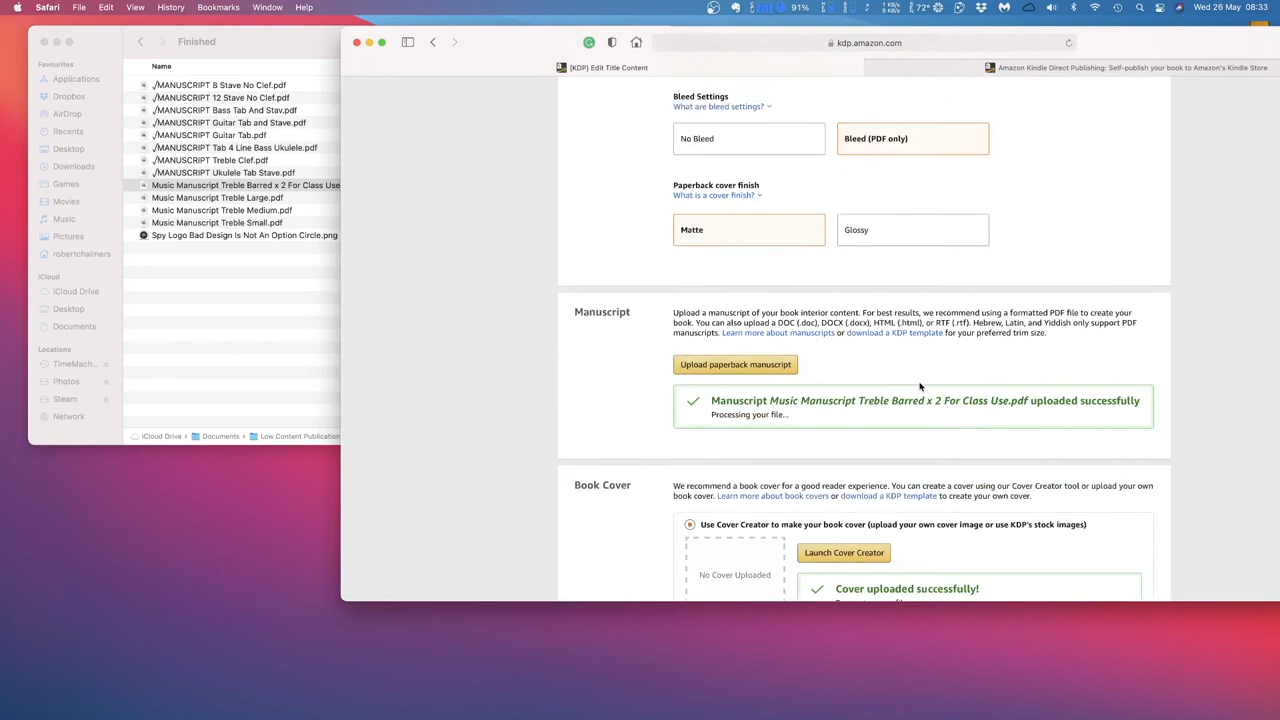 Safari File Edit View History Bookmarks Window Help 91% 72° Wed 26 May 08:33
Finished
kdp.amazon.com
[KDP] Edit Title Content
Amazon Kindle Direct Publishing: Self-publish your book to Amazon's Kindle Store
Favourites
Applications
Dropbox
AirDrop
Recents
Desktop
Downloads
Games
Movies
Music
Pictures
robertchalmers
iCloud
iCloud Drive
Desktop
Documents
Locations
TimeMach...
Photos
Steam
Network
Name
√MANUSCRIPT 8 Stave No Clef.pdf
√MANUSCRIPT 12 Stave No Clef.pdf
√MANUSCRIPT Bass Tab And Stav.pdf
√MANUSCRIPT Guitar Tab and Stave.pdf
√MANUSCRIPT Guitar Tab.pdf
√MANUSCRIPT Tab 4 Line Bass Ukulele.pdf
√MANUSCRIPT Treble Clef.pdf
√MANUSCRIPT Ukulele Tab Stave.pdf
Music Manuscript Treble Barred x 2 For Class Use
Music Manuscript Treble Large.pdf
Music Manuscript Treble Medium.pdf
Music Manuscript Treble Small.pdf
Spy Logo Bad Design Is Not An Option Circle.png
iCloud Drive › Documents › Low Content Publication
Bleed Settings
What are bleed settings?
No Bleed
Bleed (PDF only)
Paperback cover finish
What is a cover finish?
Matte
Glossy
Manuscript
Upload a manuscript of your book interior content. For best results, we recommend using a formatted PDF file to create your
book. You can also upload a DOC (.doc), DOCX (.docx), HTML (.html), or RTF (.rtf). Hebrew, Latin, and Yiddish only support PDF
manuscripts. Learn more about manuscripts or download a KDP template for your preferred trim size.
Upload paperback manuscript
Manuscript Music Manuscript Treble Barred x 2 For Class Use.pdf uploaded successfully
Processing your file...
Book Cover
We recommend a book cover for a good reader experience. You can create a cover using our Cover Creator tool or upload your own
book cover. Learn more about book covers or download a KDP template to create your own cover.
Use Cover Creator to make your book cover (upload your own cover image or use KDP's stock images)
No Cover Uploaded
Launch Cover Creator
Cover uploaded successfully!